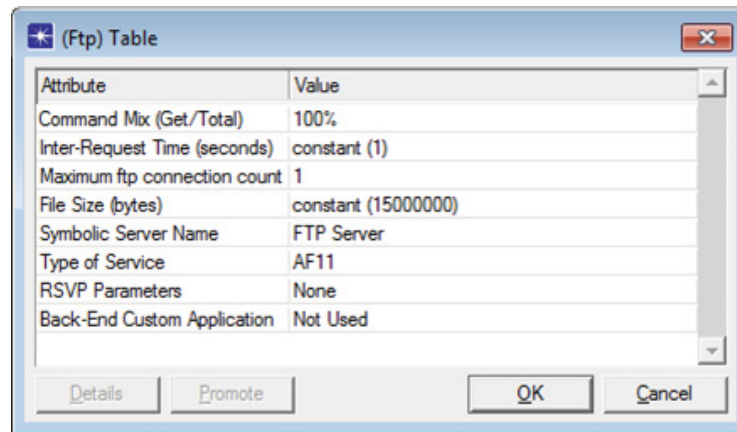 (Ftp) Table
Attribute Value
Command Mix (Get/Total) 100%
Inter-Request Time (seconds) constant (1)
Maximum ftp connection count 1
File Size (bytes) constant (15000000)
Symbolic Server Name FTP Server
Type of Service AF11
RSVP Parameters None
Back-End Custom Application Not Used
Details Promote OK Cancel